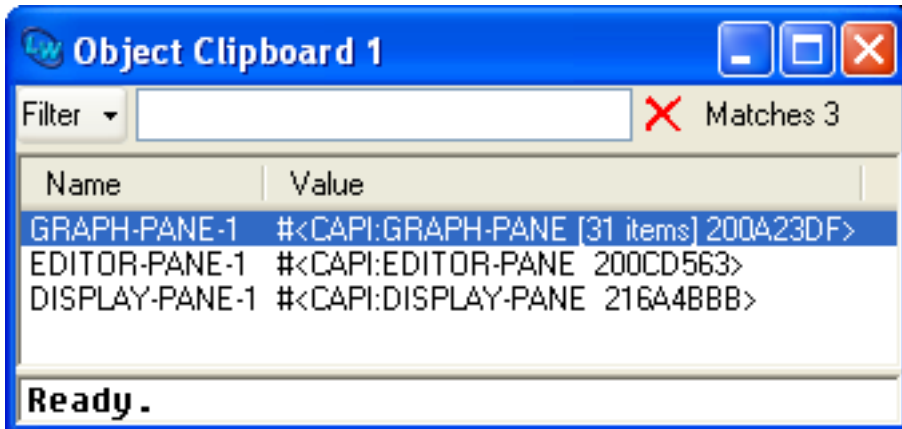 Object Clipboard 1
Filter Matches 3
Name Value
GRAPH-PANE-1 #<CAPI:GRAPH-PANE [31 items] 200A23DF>
EDITOR-PANE-1 #<CAPI:EDITOR-PANE 200CD563>
DISPLAY-PANE-1 #<CAPI:DISPLAY-PANE 216A4BBB>
Ready.